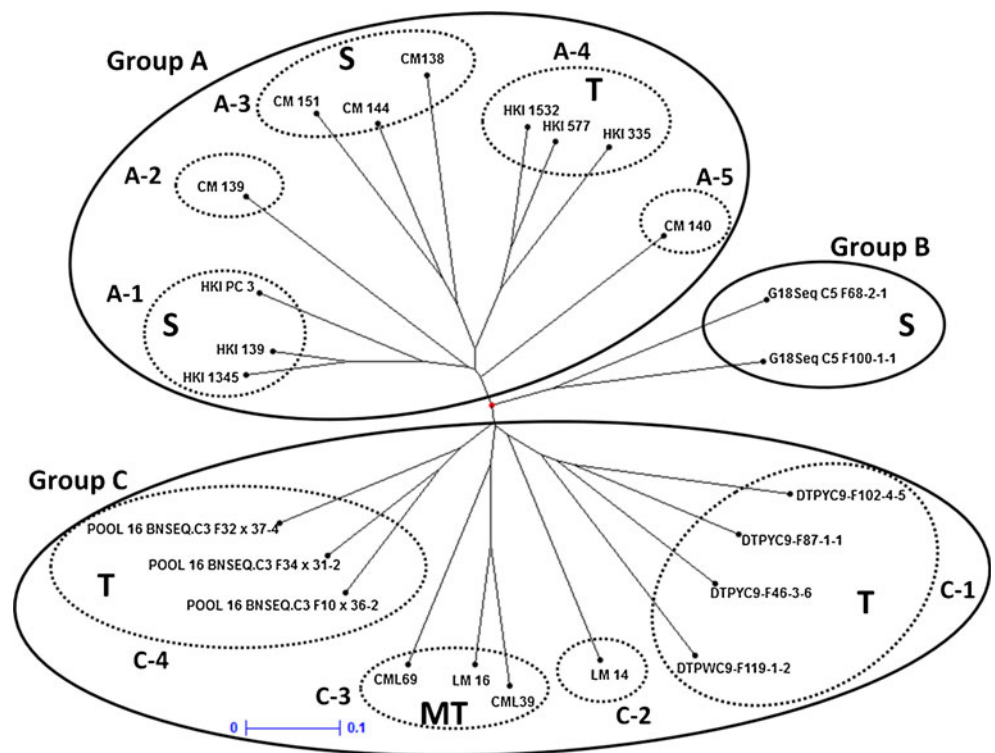 Group A
S
CM138
A-4
T
A-3
CM 151
CM 144
HKI 1532
HKI 577
HKI 335
A-2
CM 139
A-5
CM 140
Group B
A-1
HKI PC 3
S
G18Seq C5 F68-2-1
S
HKI 139
HKI 1345
G18Seq C5 F100-1-1
Group C
DTPYC9-F102-4-5
POOL 16 BNSEQ.C3 F32 x 37-4
DTPYC9-F87-1-1
POOL 16 BNSEQ.C3 F34 x 31-2
T
DTPYC9-F46-3-6
T
C-1
POOL 16 BNSEQ.C3 F10 x 36-2
C-4
DTPWC9-F119-1-2
C-3
CML69
LM 16
LM 14
CML39
MT
C-2
0
0.1